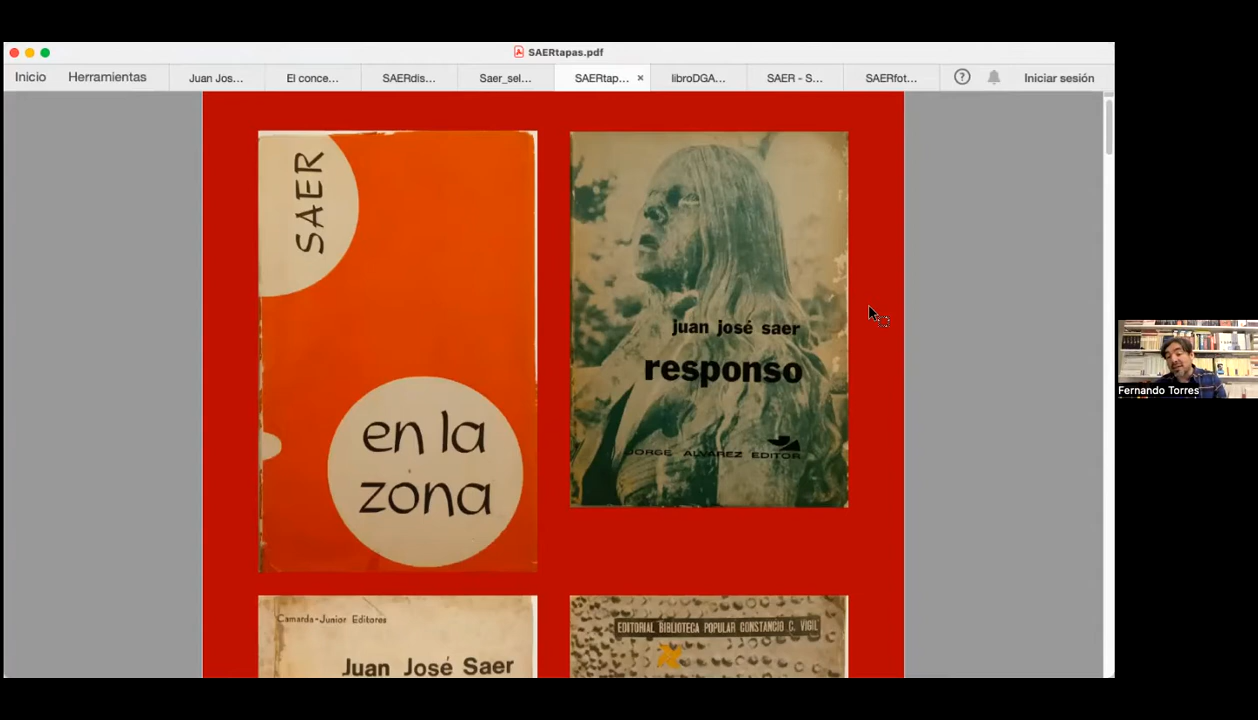 SAERtapas.pdf
Inicio
Herramientas
Juan Jos...
El conce...
SAERdis...
Saer_sel...
SAERtap...
libroDGA...
SAER - S...
SAERfot...
Iniciar sesión
SAER
en la
zona
juan josé saer
responso
JORGE ALVAREZ EDITOR
Camarda-Junior Editores
Juan José Saer
EDITORIAL BIBLIOTECA POPULAR CONSTANCIO C. VIGIL
Fernando Torres